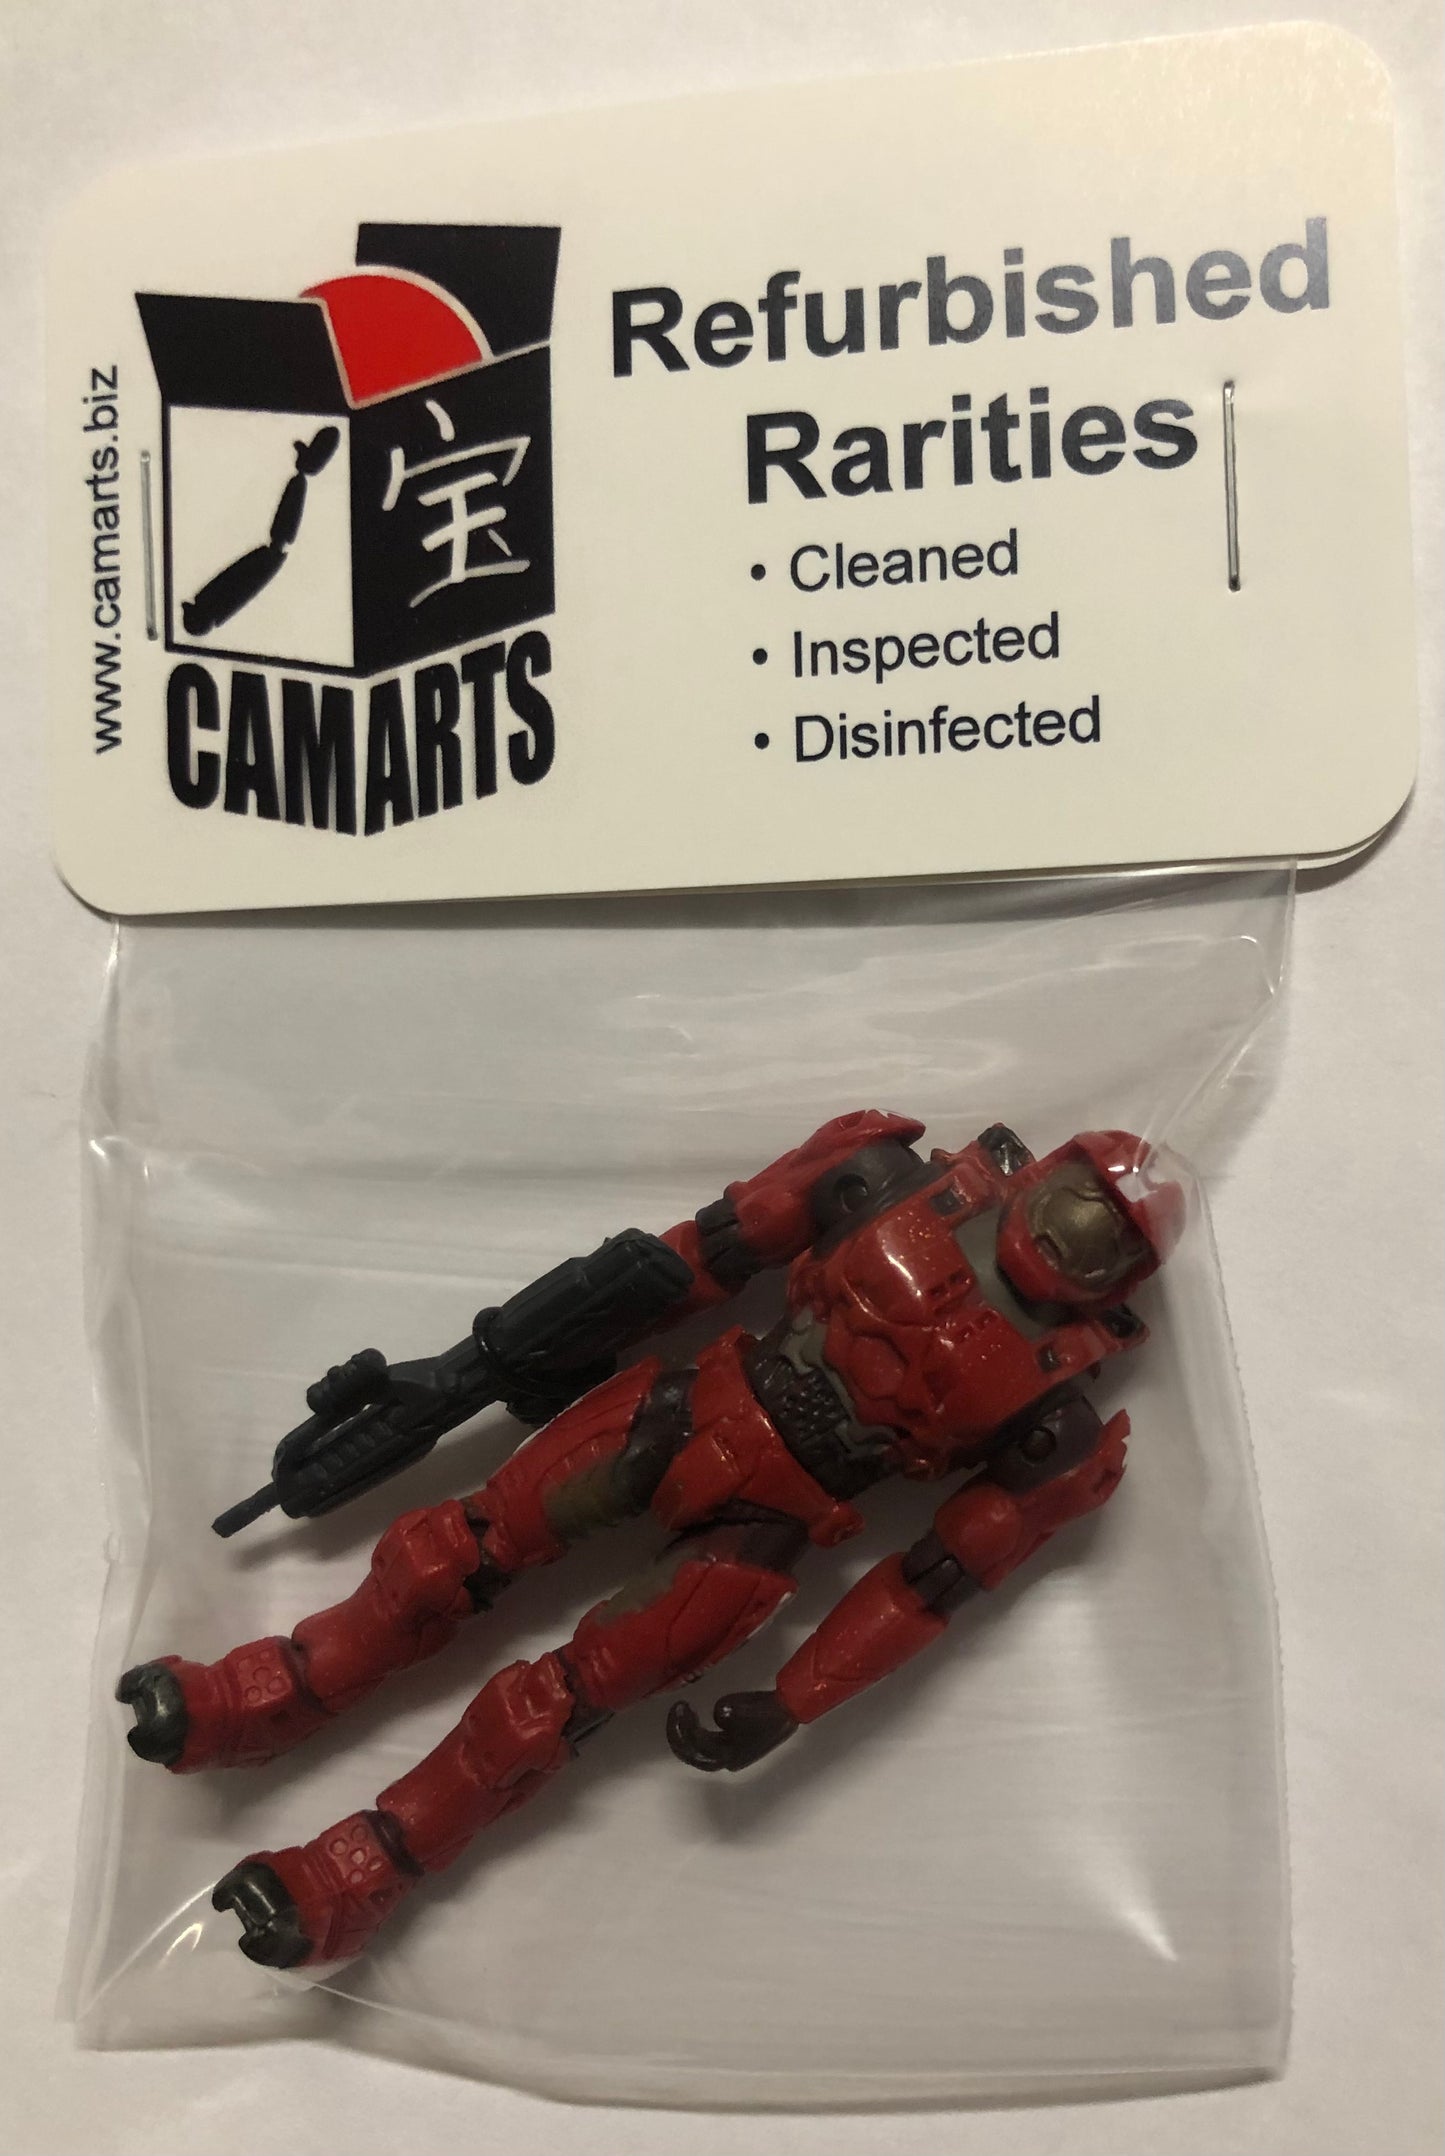 www.camarts.biz
宝
CAMARTS
Refurbished
Rarities
• Cleaned
• Inspected
• Disinfected